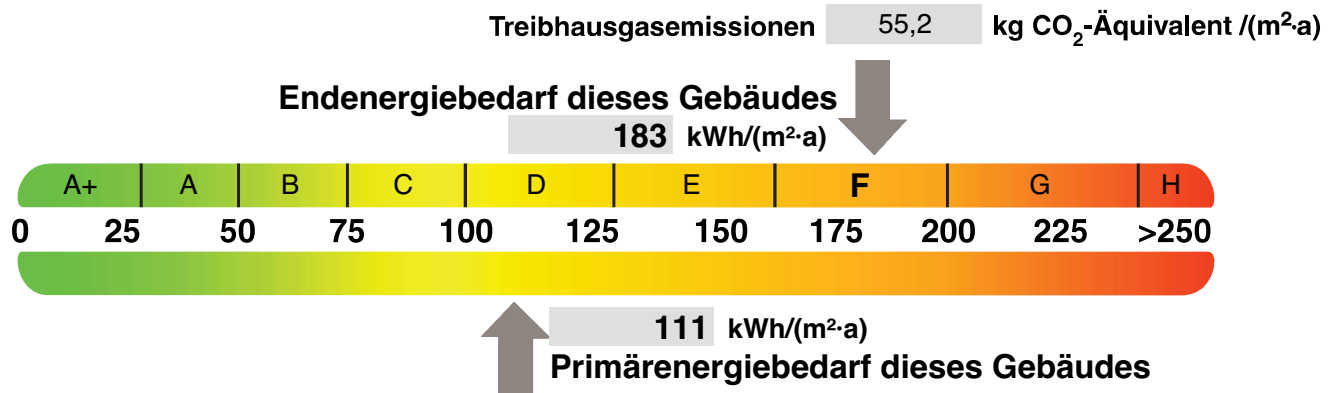 Treibhausgasemissionen 55,2 kg CO₂-Äquivalent /(m²·a)
Endenergiebedarf dieses Gebäudes
183 kWh/(m²·a)
A+ A B C D E F G H
0 25 50 75 100 125 150 175 200 225 >250
111 kWh/(m²·a)
Primärenergiebedarf dieses Gebäudes